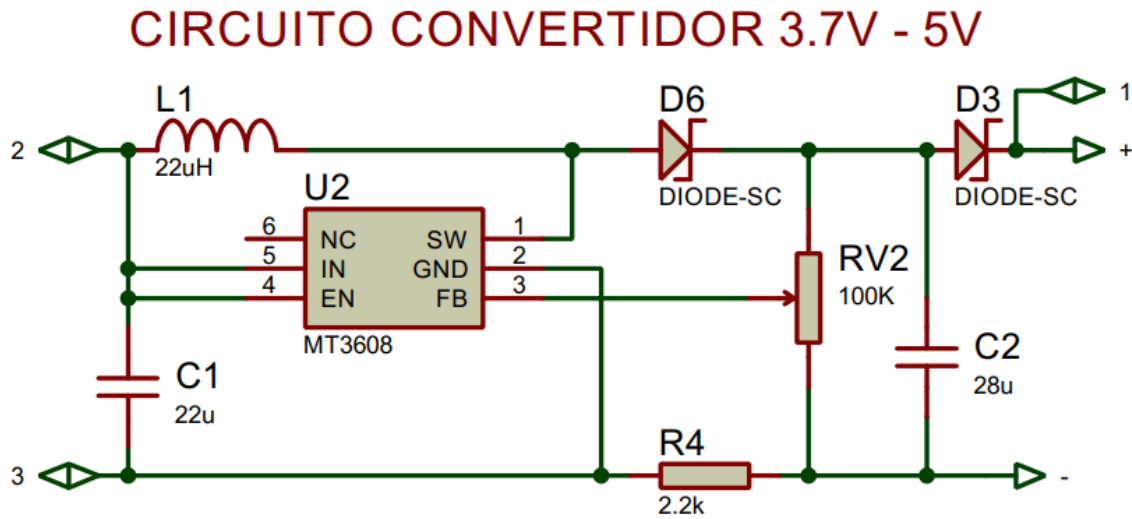 CIRCUITO CONVERTIDOR 3.7V - 5V
L1
22uH
D6
DIODE-SC
D3
DIODE-SC
1
+
2
U2
6 NC SW 1
5 IN GND 2
4 EN FB 3
MT3608
RV2
100K
C1
22u
C2
28u
R4
2.2k
3
-